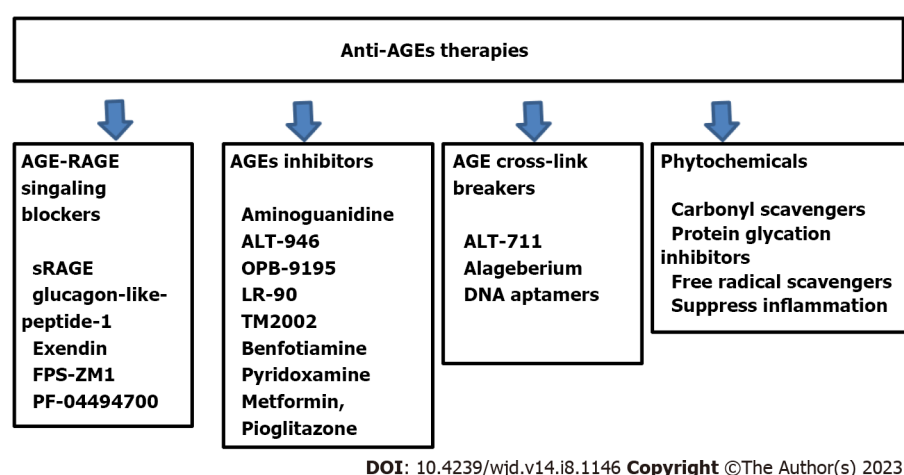 Anti-AGEs therapies
AGE-RAGE
singaling
blockers
sRAGE
glucagon-like-
peptide-1
Exendin
FPS-ZM1
PF-04494700
AGEs inhibitors
Aminoguanidine
ALT-946
OPB-9195
LR-90
TM2002
Benfotiamine
Pyridoxamine
Metformin,
Pioglitazone
AGE cross-link
breakers
ALT-711
Alageberium
DNA aptamers
Phytochemicals
Carbonyl scavengers
Protein glycation
inhibitors
Free radical scavengers
Suppress inflammation
DOI: 10.4239/wjd.v14.i8.1146 Copyright ©The Author(s) 2023